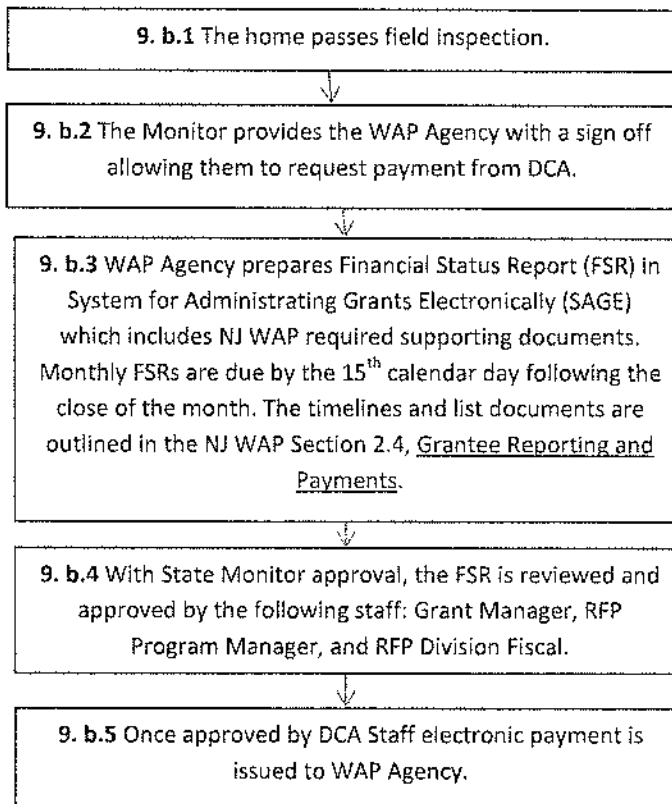 9. b.1 The home passes field inspection.
9. b.2 The Monitor provides the WAP Agency with a sign off
allowing them to request payment from DCA.
9. b.3 WAP Agency prepares Financial Status Report (FSR) in
System for Administrating Grants Electronically (SAGE)
which includes NJ WAP required supporting documents.
Monthly FSRs are due by the 15th calendar day following the
close of the month. The timelines and list documents are
outlined in the NJ WAP Section 2.4, Grantee Reporting and
Payments.
9. b.4 With State Monitor approval, the FSR is reviewed and
approved by the following staff: Grant Manager, RFP
Program Manager, and RFP Division Fiscal.
9. b.5 Once approved by DCA Staff electronic payment is
issued to WAP Agency.